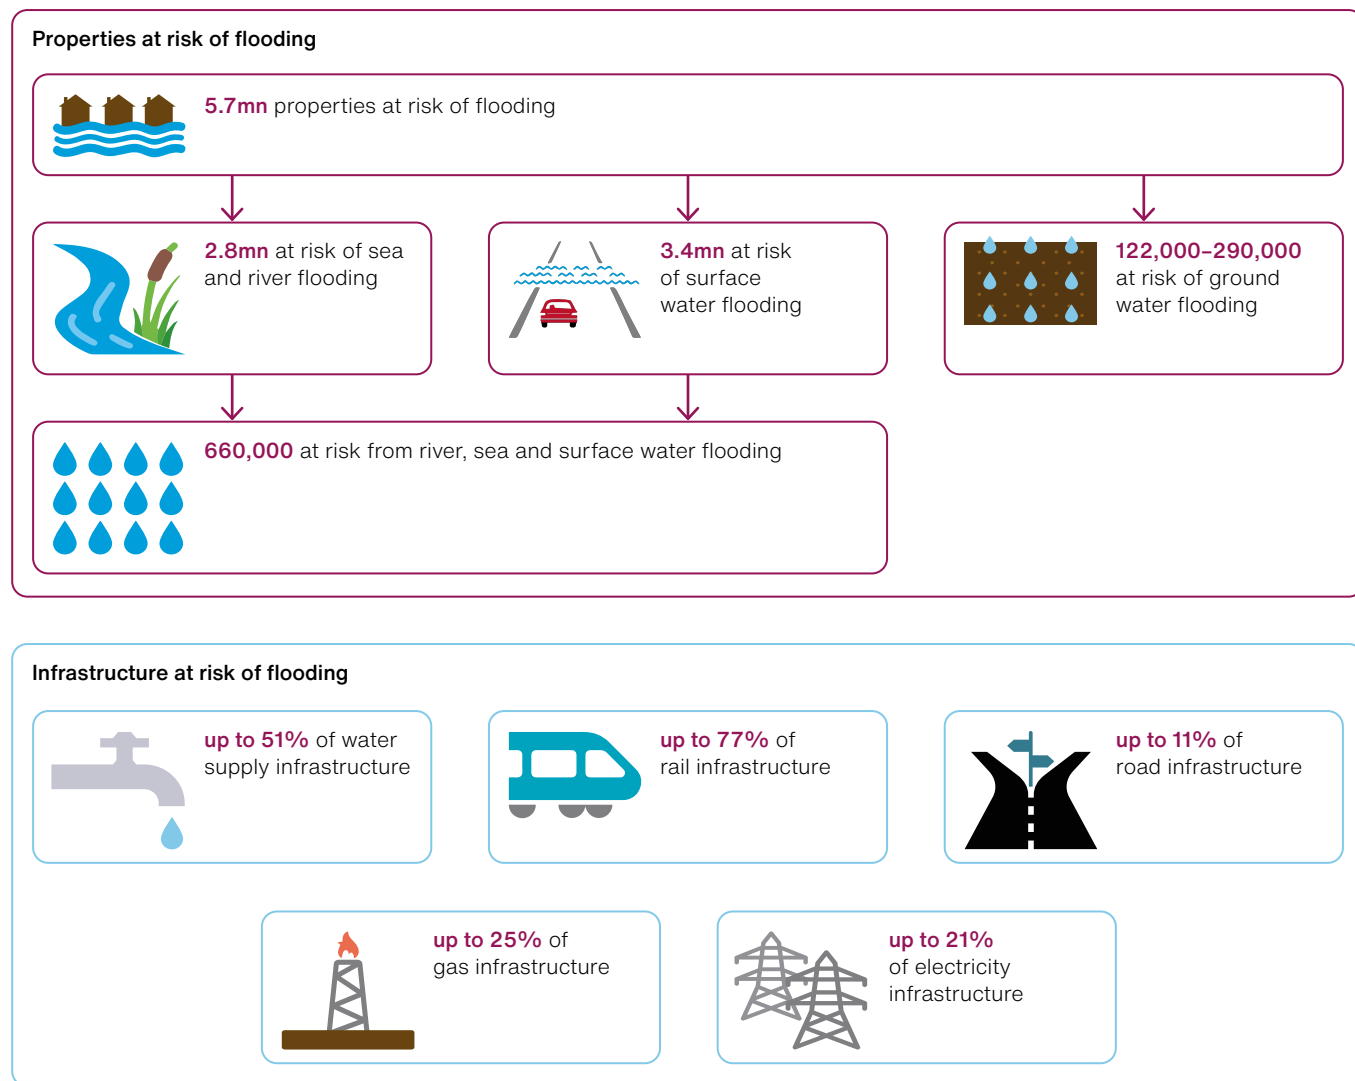 Properties at risk of flooding
5.7mn properties at risk of flooding
2.8mn at risk of sea
and river flooding
3.4mn at risk
of surface
water flooding
122,000–290,000
at risk of ground
water flooding
660,000 at risk from river, sea and surface water flooding
Infrastructure at risk of flooding
up to 51% of water
supply infrastructure
up to 77% of
rail infrastructure
up to 11% of
road infrastructure
up to 25% of
gas infrastructure
up to 21%
of electricity
infrastructure